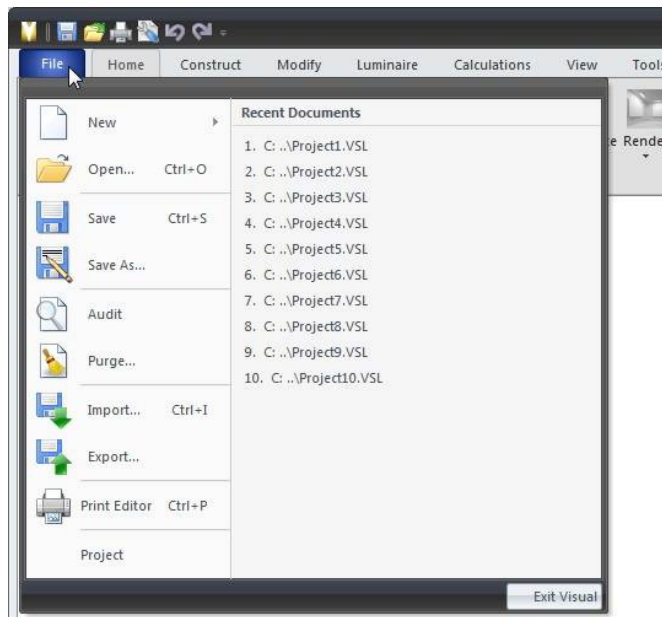 File Home Construct Modify Luminaire Calculations View Tools
Rende
New
Open... Ctrl+O
Save Ctrl+S
Save As...
Audit
Purge...
Import... Ctrl+I
Export...
Print Editor Ctrl+P
Project
Recent Documents
1. C: ..\Project1.VSL
2. C: ..\Project2.VSL
3. C: ..\Project3.VSL
4. C: ..\Project4.VSL
5. C: ..\Project5.VSL
6. C: ..\Project6.VSL
7. C: ..\Project7.VSL
8. C: ..\Project8.VSL
9. C: ..\Project9.VSL
10. C: ..\Project10.VSL
Exit Visual